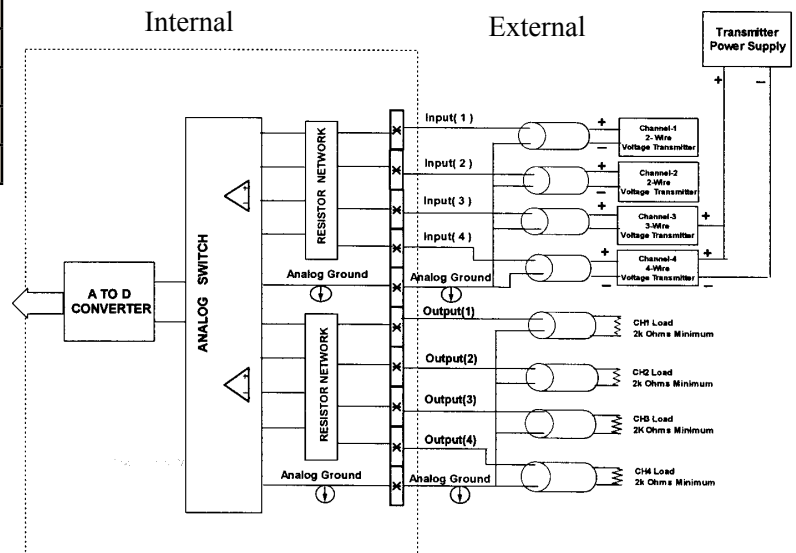 Internal
External
Transmitter
Power Supply
+
–
Input( 1 )
Input( 2 )
Input( 3 )
Input( 4 )
Analog Ground
Analog Ground
+
–
Channel-1
2- Wire
Voltage Transmitter
+
–
Channel-2
2-Wire
Voltage Transmitter
+
Channel-3
3-Wire
Voltage Transmitter
+
+
–
Channel-4
4-Wire
Voltage Transmitter
+
–
RESISTOR NETWORK
ANALOG SWITCH
A TO D
CONVERTER
Output(1)
Output(2)
Output(3)
Output(4)
RESISTOR NETWORK
Analog Ground
Analog Ground
CH1 Load
2k Ohms Minimum
CH2 Load
2k Ohms Minimum
CH3 Load
2K Ohms Minimum
CH4 Load
2k Ohms Minimum